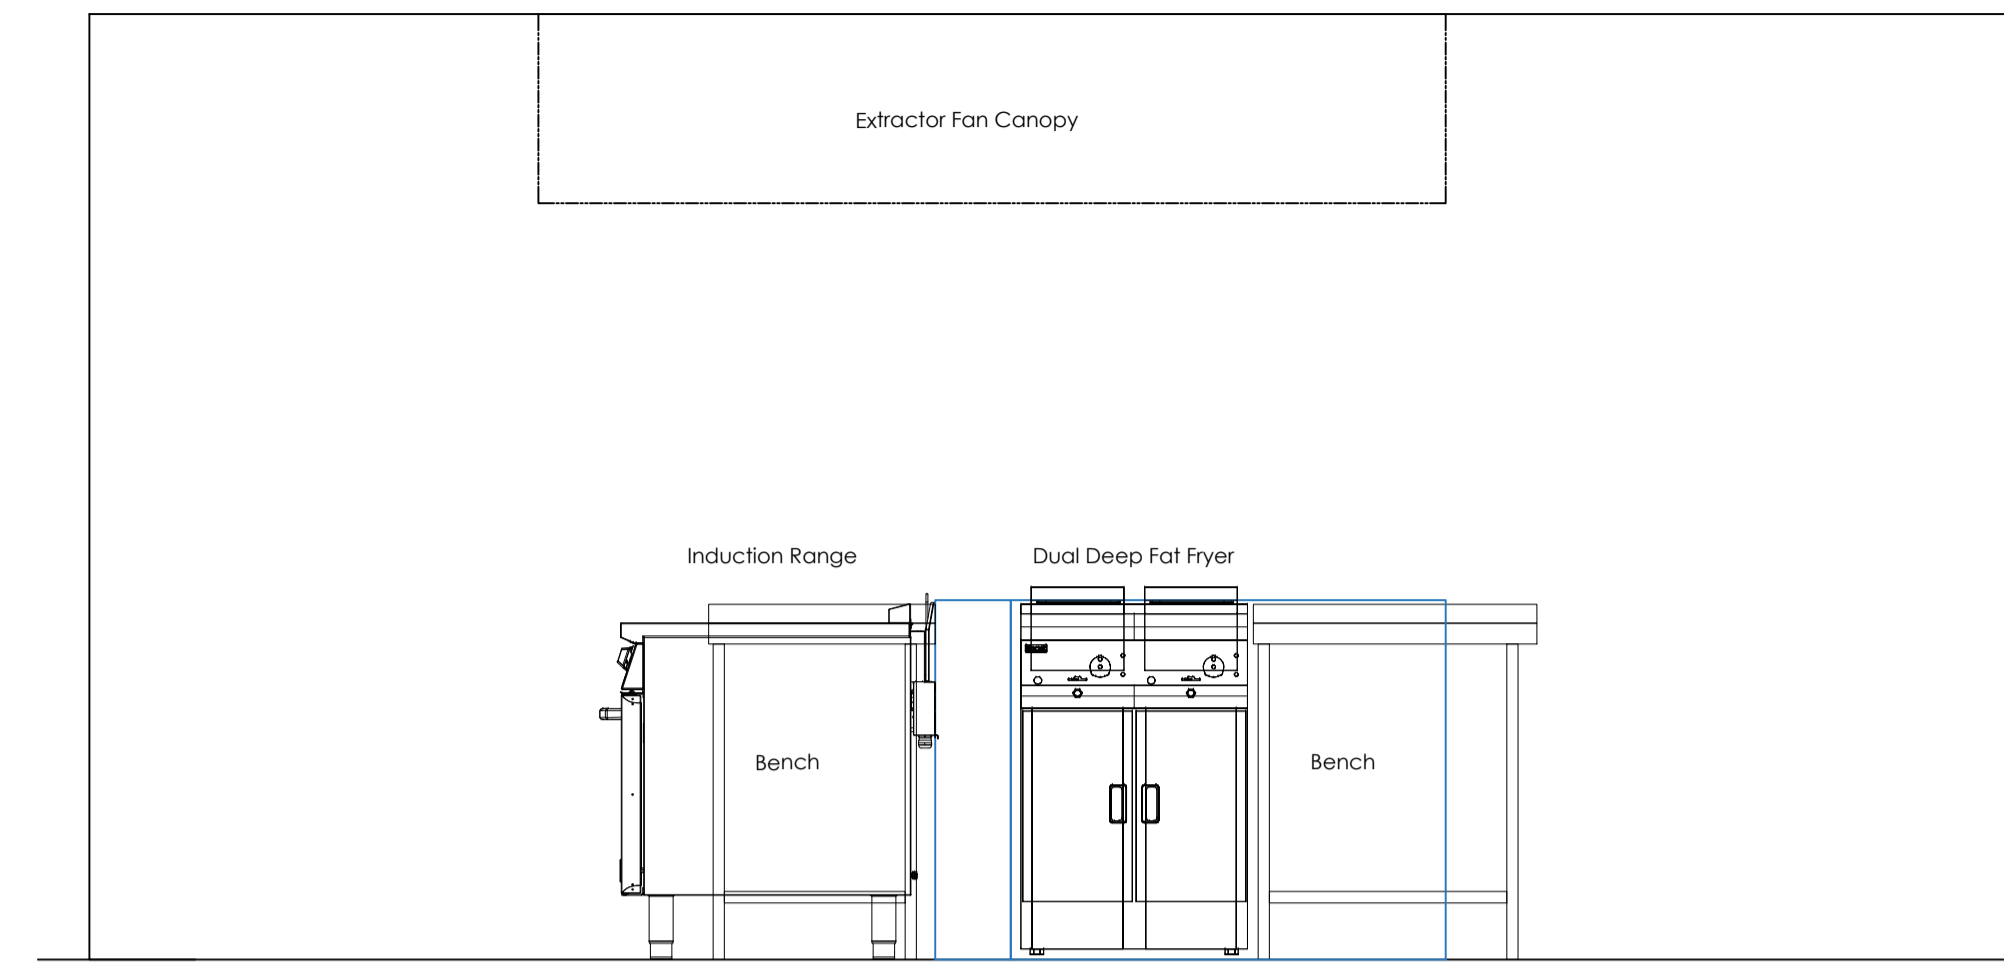 Extractor Fan Canopy
Induction Range
Dual Deep Fat Fryer
Bench
Bench